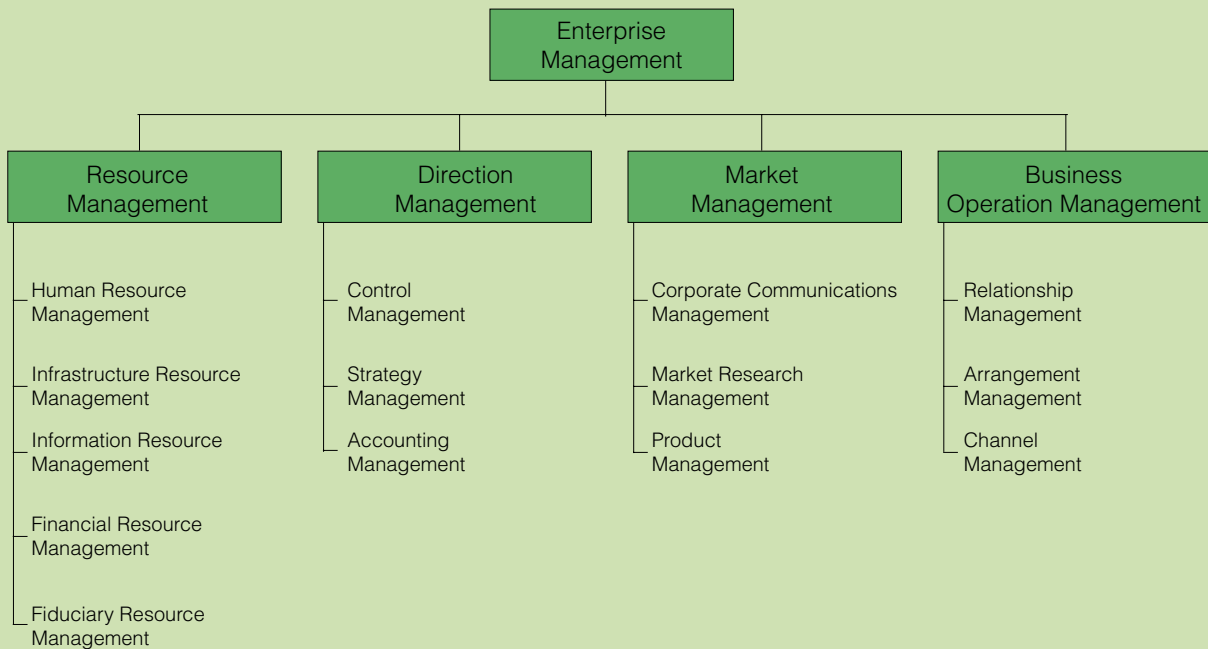 Enterprise
Management
Resource
Management
Direction
Management
Market
Management
Business
Operation Management
Human Resource
Management
Infrastructure Resource
Management
Information Resource
Management
Financial Resource
Management
Fiduciary Resource
Management
Control
Management
Strategy
Management
Accounting
Management
Corporate Communications
Management
Market Research
Management
Product
Management
Relationship
Management
Arrangement
Management
Channel
Management